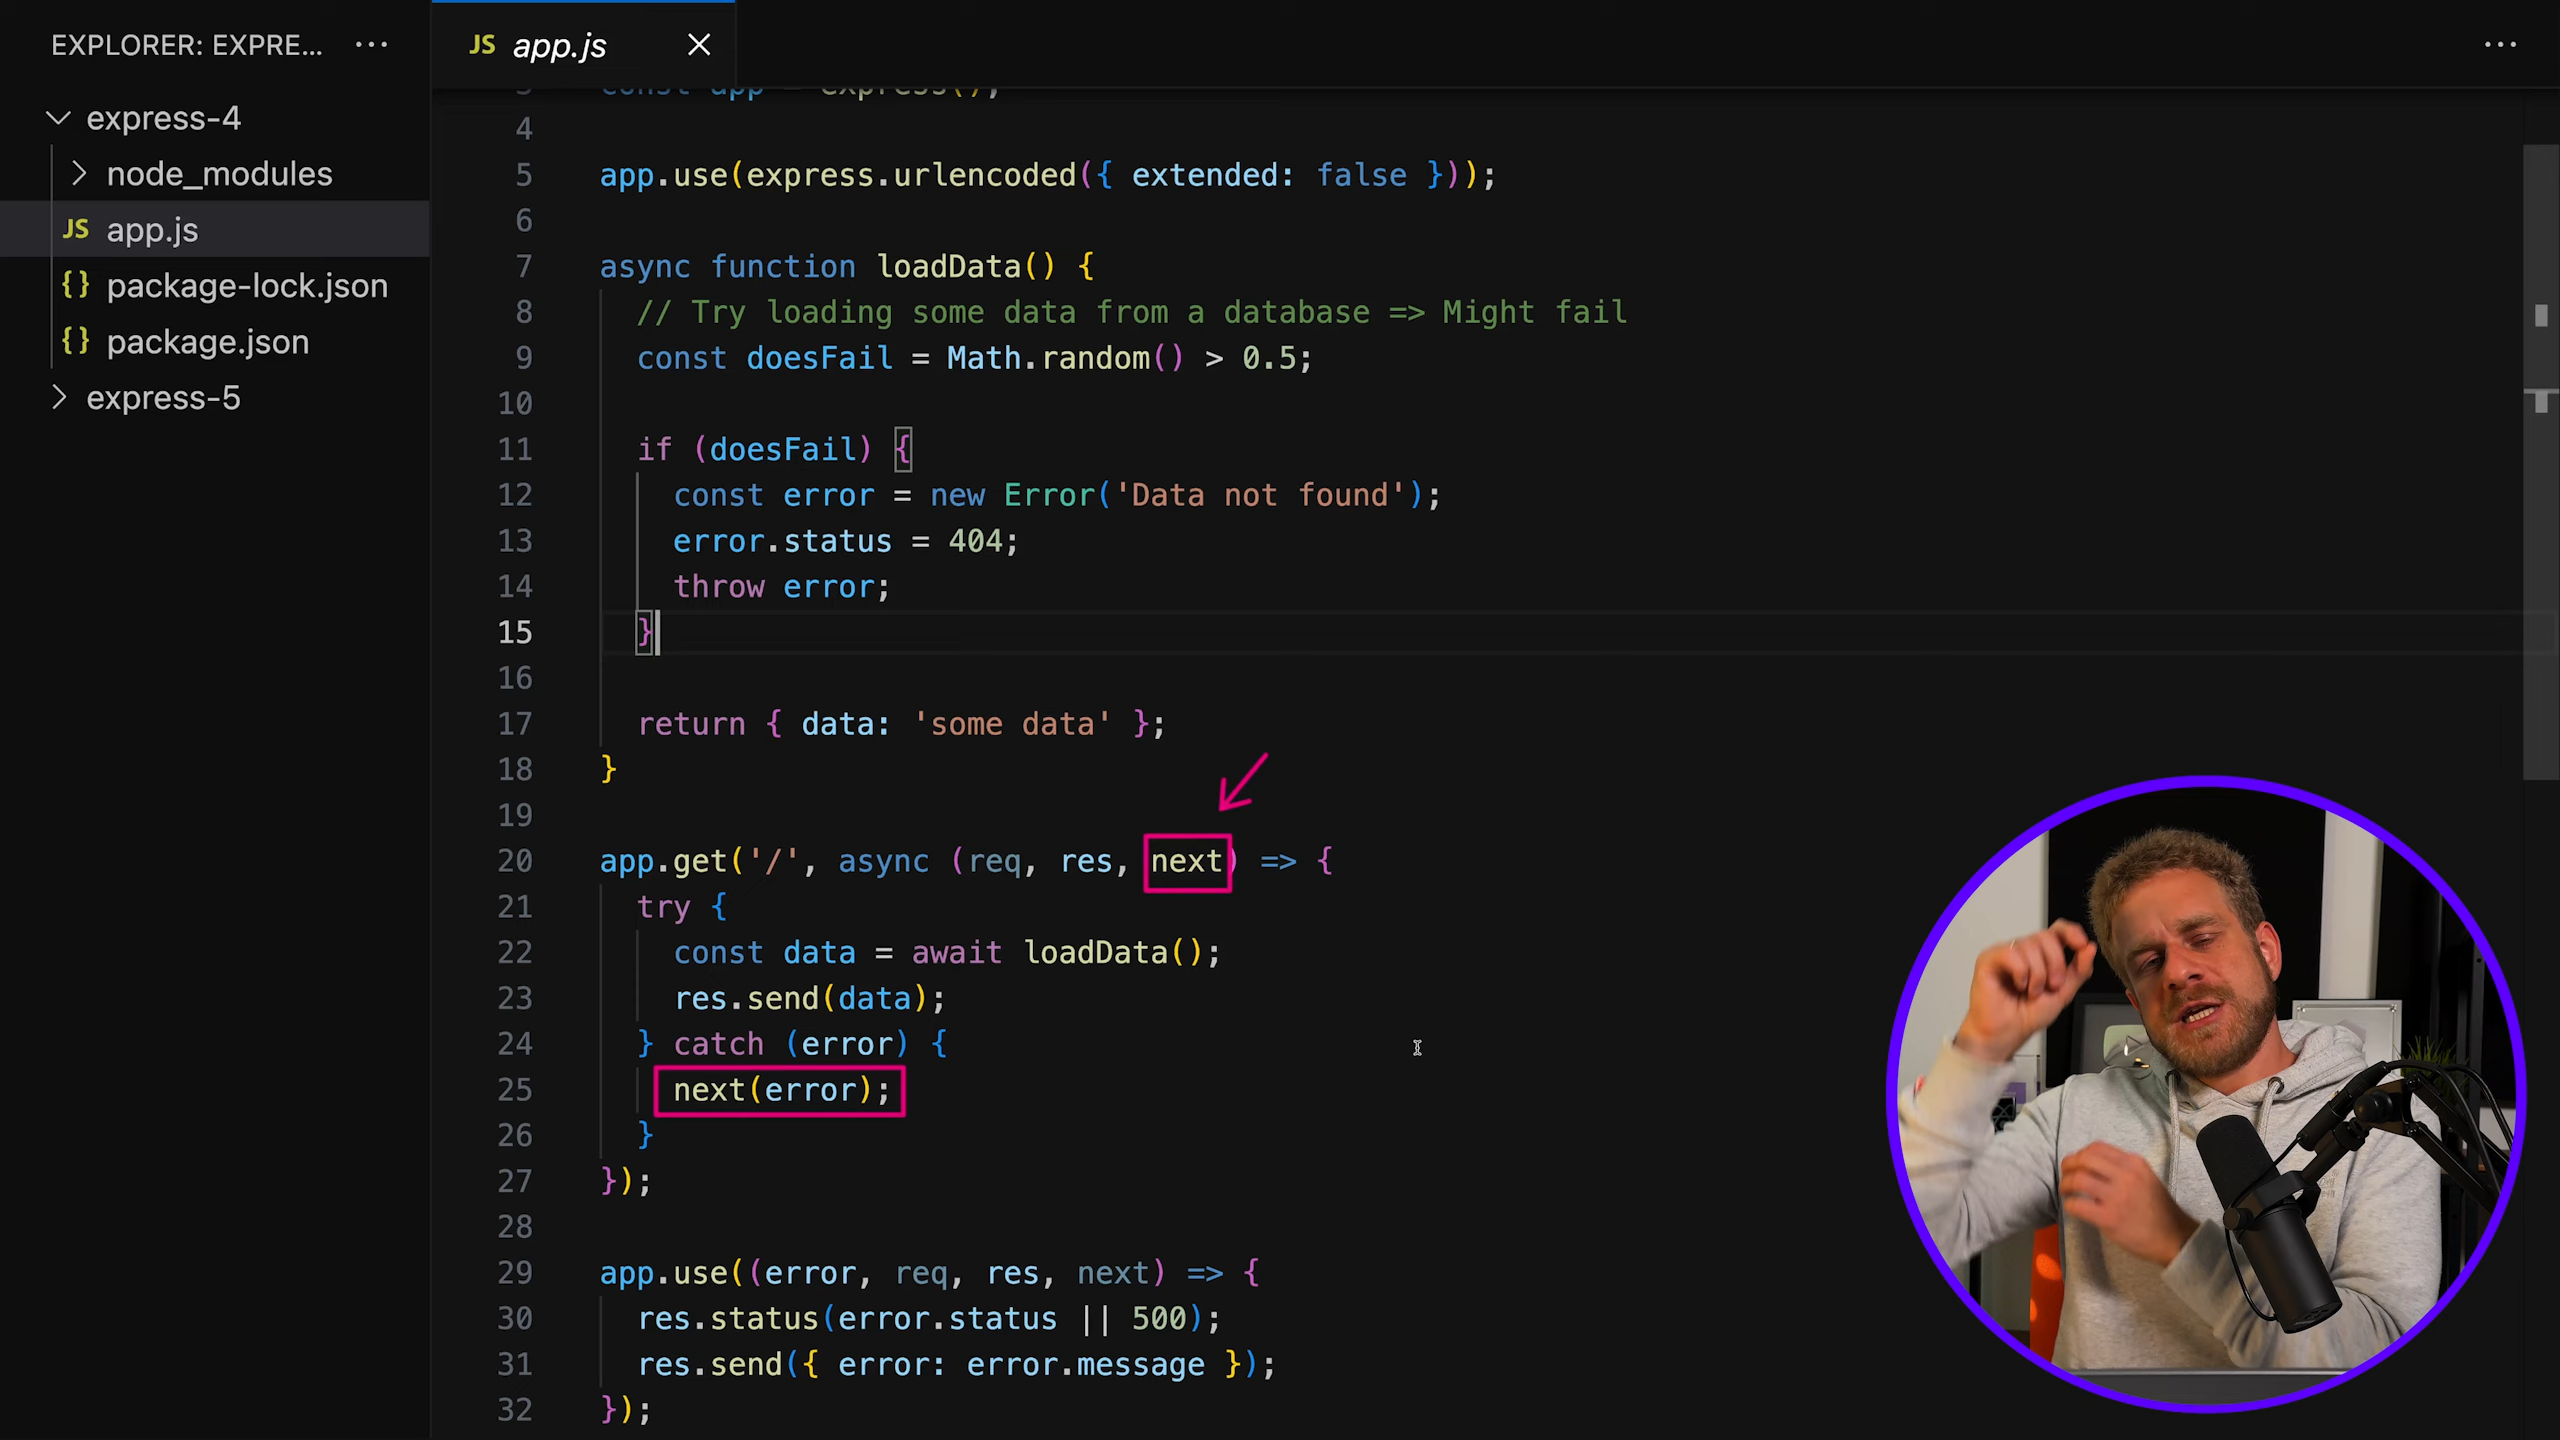 EXPLORER: EXPRE... ...
express-4
node_modules
JS app.js
{} package-lock.json
{} package.json
express-5
JS app.js
...
3 const app = express();
4
5 app.use(express.urlencoded({ extended: false }));
6
7 async function loadData() {
8 // Try loading some data from a database => Might fail
9 const doesFail = Math.random() > 0.5;
10
11 if (doesFail) {
12 const error = new Error('Data not found');
13 error.status = 404;
14 throw error;
15 }
16
17 return { data: 'some data' };
18 }
19
20 app.get('/', async (req, res, next) => {
21 try {
22 const data = await loadData();
23 res.send(data);
24 } catch (error) {
25 next(error);
26 }
27 });
28
29 app.use((error, req, res, next) => {
30 res.status(error.status || 500);
31 res.send({ error: error.message });
32 });